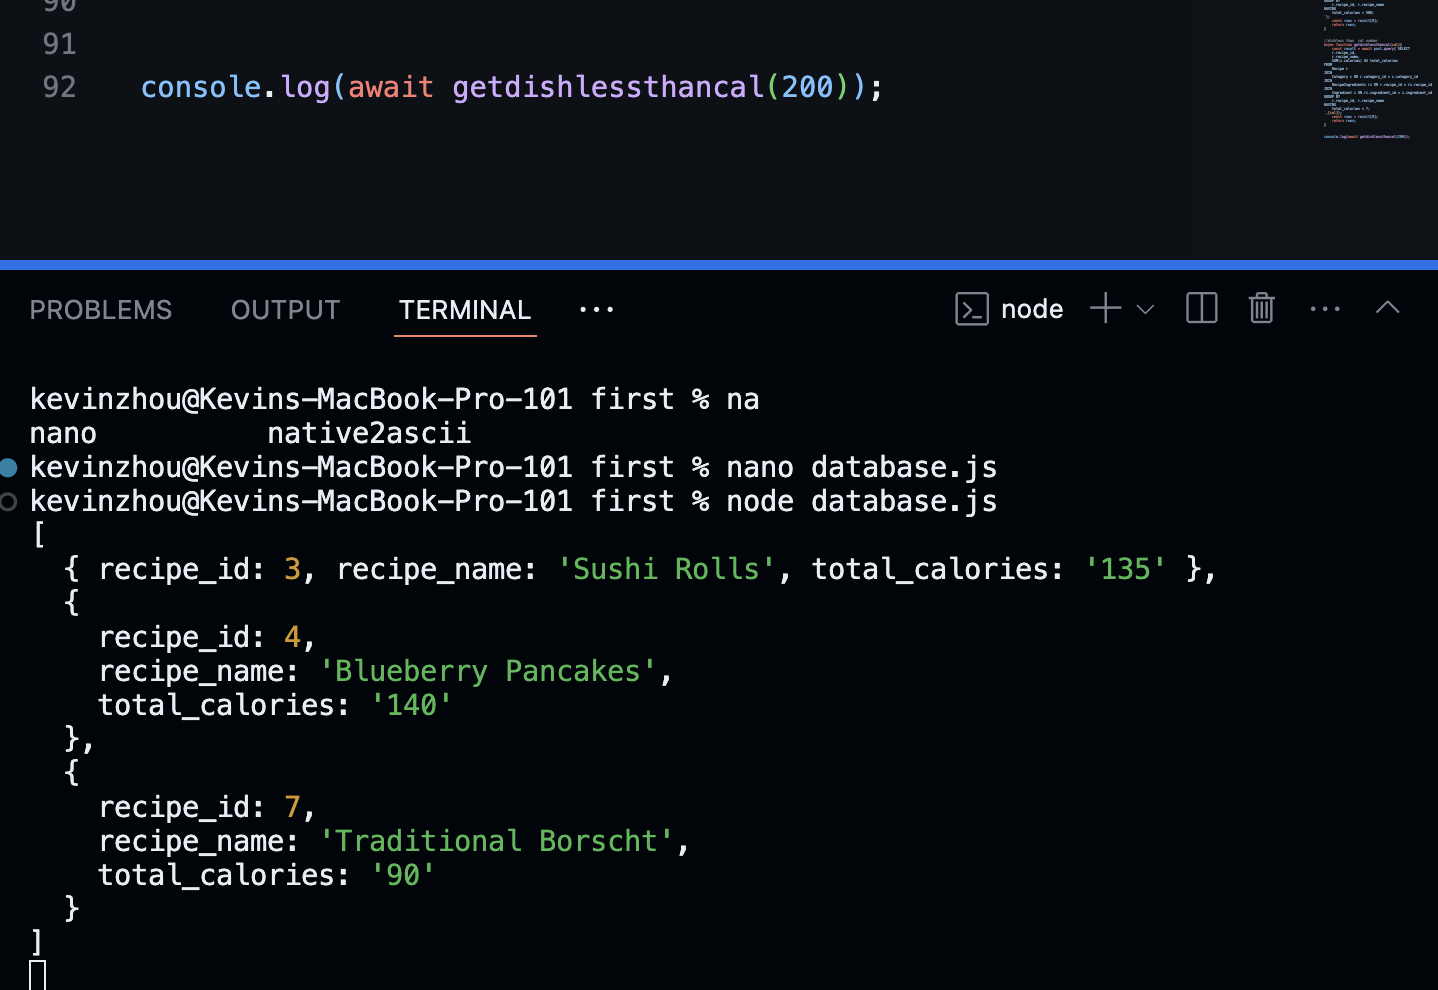 90
91
92 console.log(await getdishlessthancal(200));
PROBLEMS OUTPUT TERMINAL ··· node
kevinzhou@Kevins-MacBook-Pro-101 first % na
nano native2ascii
kevinzhou@Kevins-MacBook-Pro-101 first % nano database.js
kevinzhou@Kevins-MacBook-Pro-101 first % node database.js
[
{ recipe_id: 3, recipe_name: 'Sushi Rolls', total_calories: '135' },
{
recipe_id: 4,
recipe_name: 'Blueberry Pancakes',
total_calories: '140'
},
{
recipe_id: 7,
recipe_name: 'Traditional Borscht',
total_calories: '90'
}
]